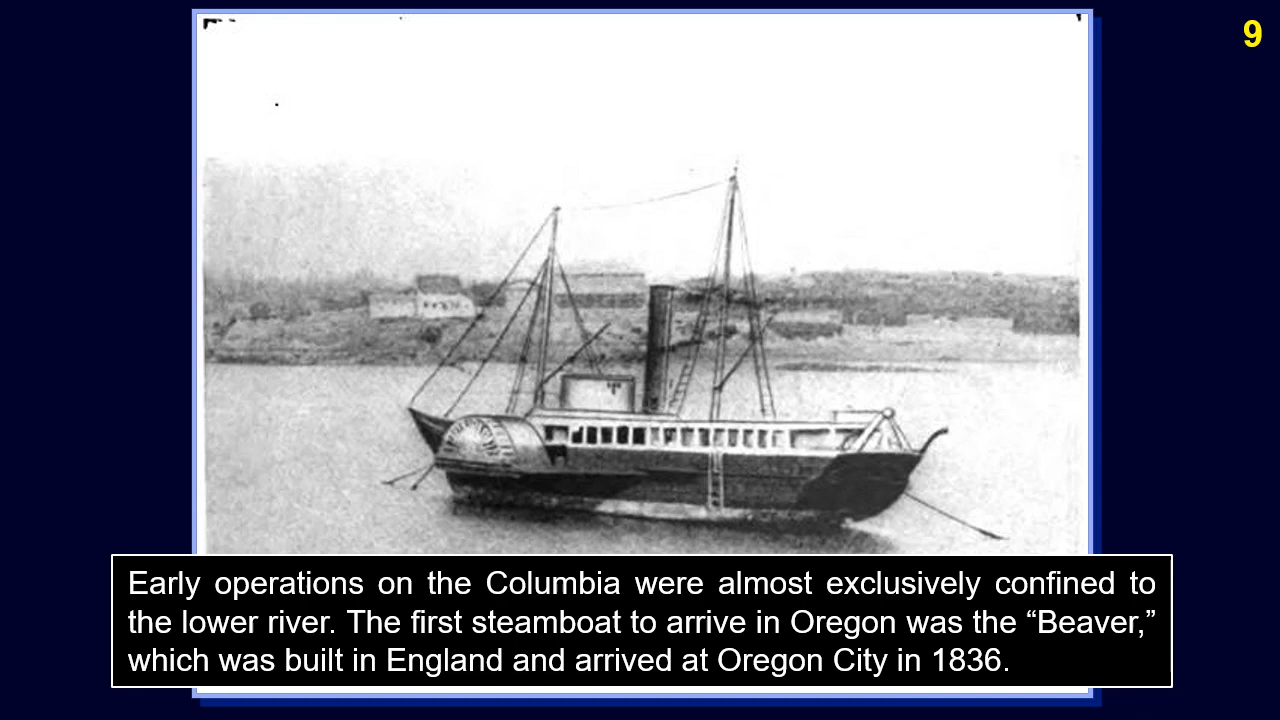 9
Early operations on the Columbia were almost exclusively confined to
the lower river. The first steamboat to arrive in Oregon was the “Beaver,”
which was built in England and arrived at Oregon City in 1836.